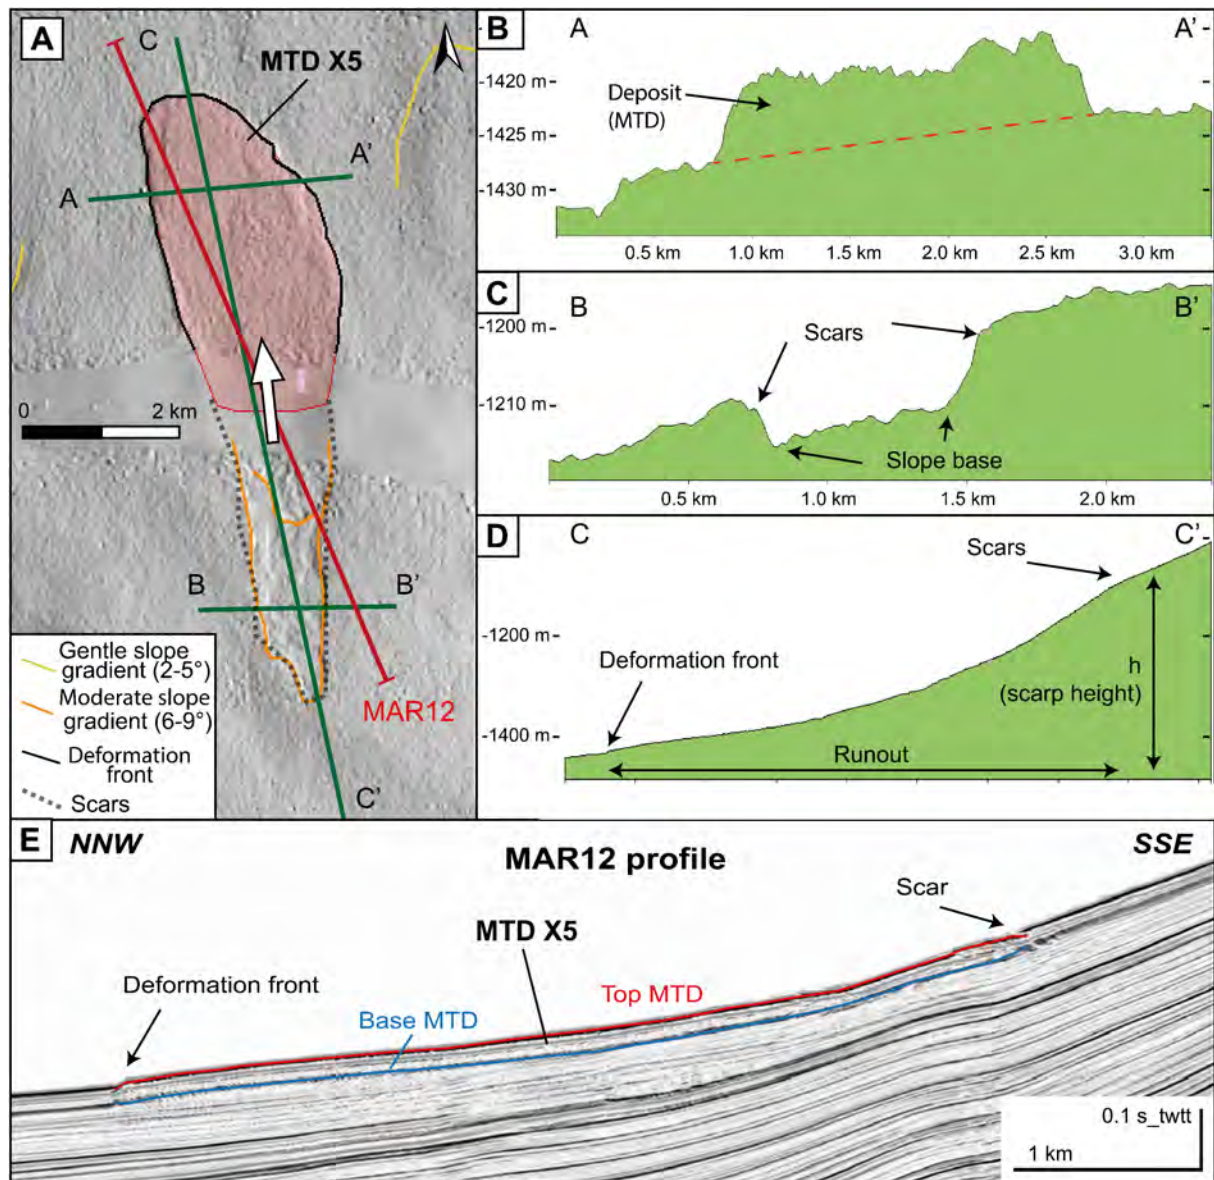 A
C
MTD X5
A
A'
0
2 km
B
B'
MAR12
C'
Gentle slope
gradient (2-5°)
Moderate slope
gradient (6-9°)
Deformation
front
Scars
B
A
A'
-1420 m
-1425 m
-1430 m
Deposit
(MTD)
0.5 km
1.0 km
1.5 km
2.0 km
2.5 km
3.0 km
C
B
B'
-1200 m
-1210 m
Scars
Slope base
0.5 km
1.0 km
1.5 km
2.0 km
D
C
C'
Scars
-1200 m
Deformation front
h
(scarp height)
-1400 m
Runout
E
NNW
MAR12 profile
SSE
Scar
MTD X5
Deformation front
Top MTD
Base MTD
0.1 s_twtt
1 km